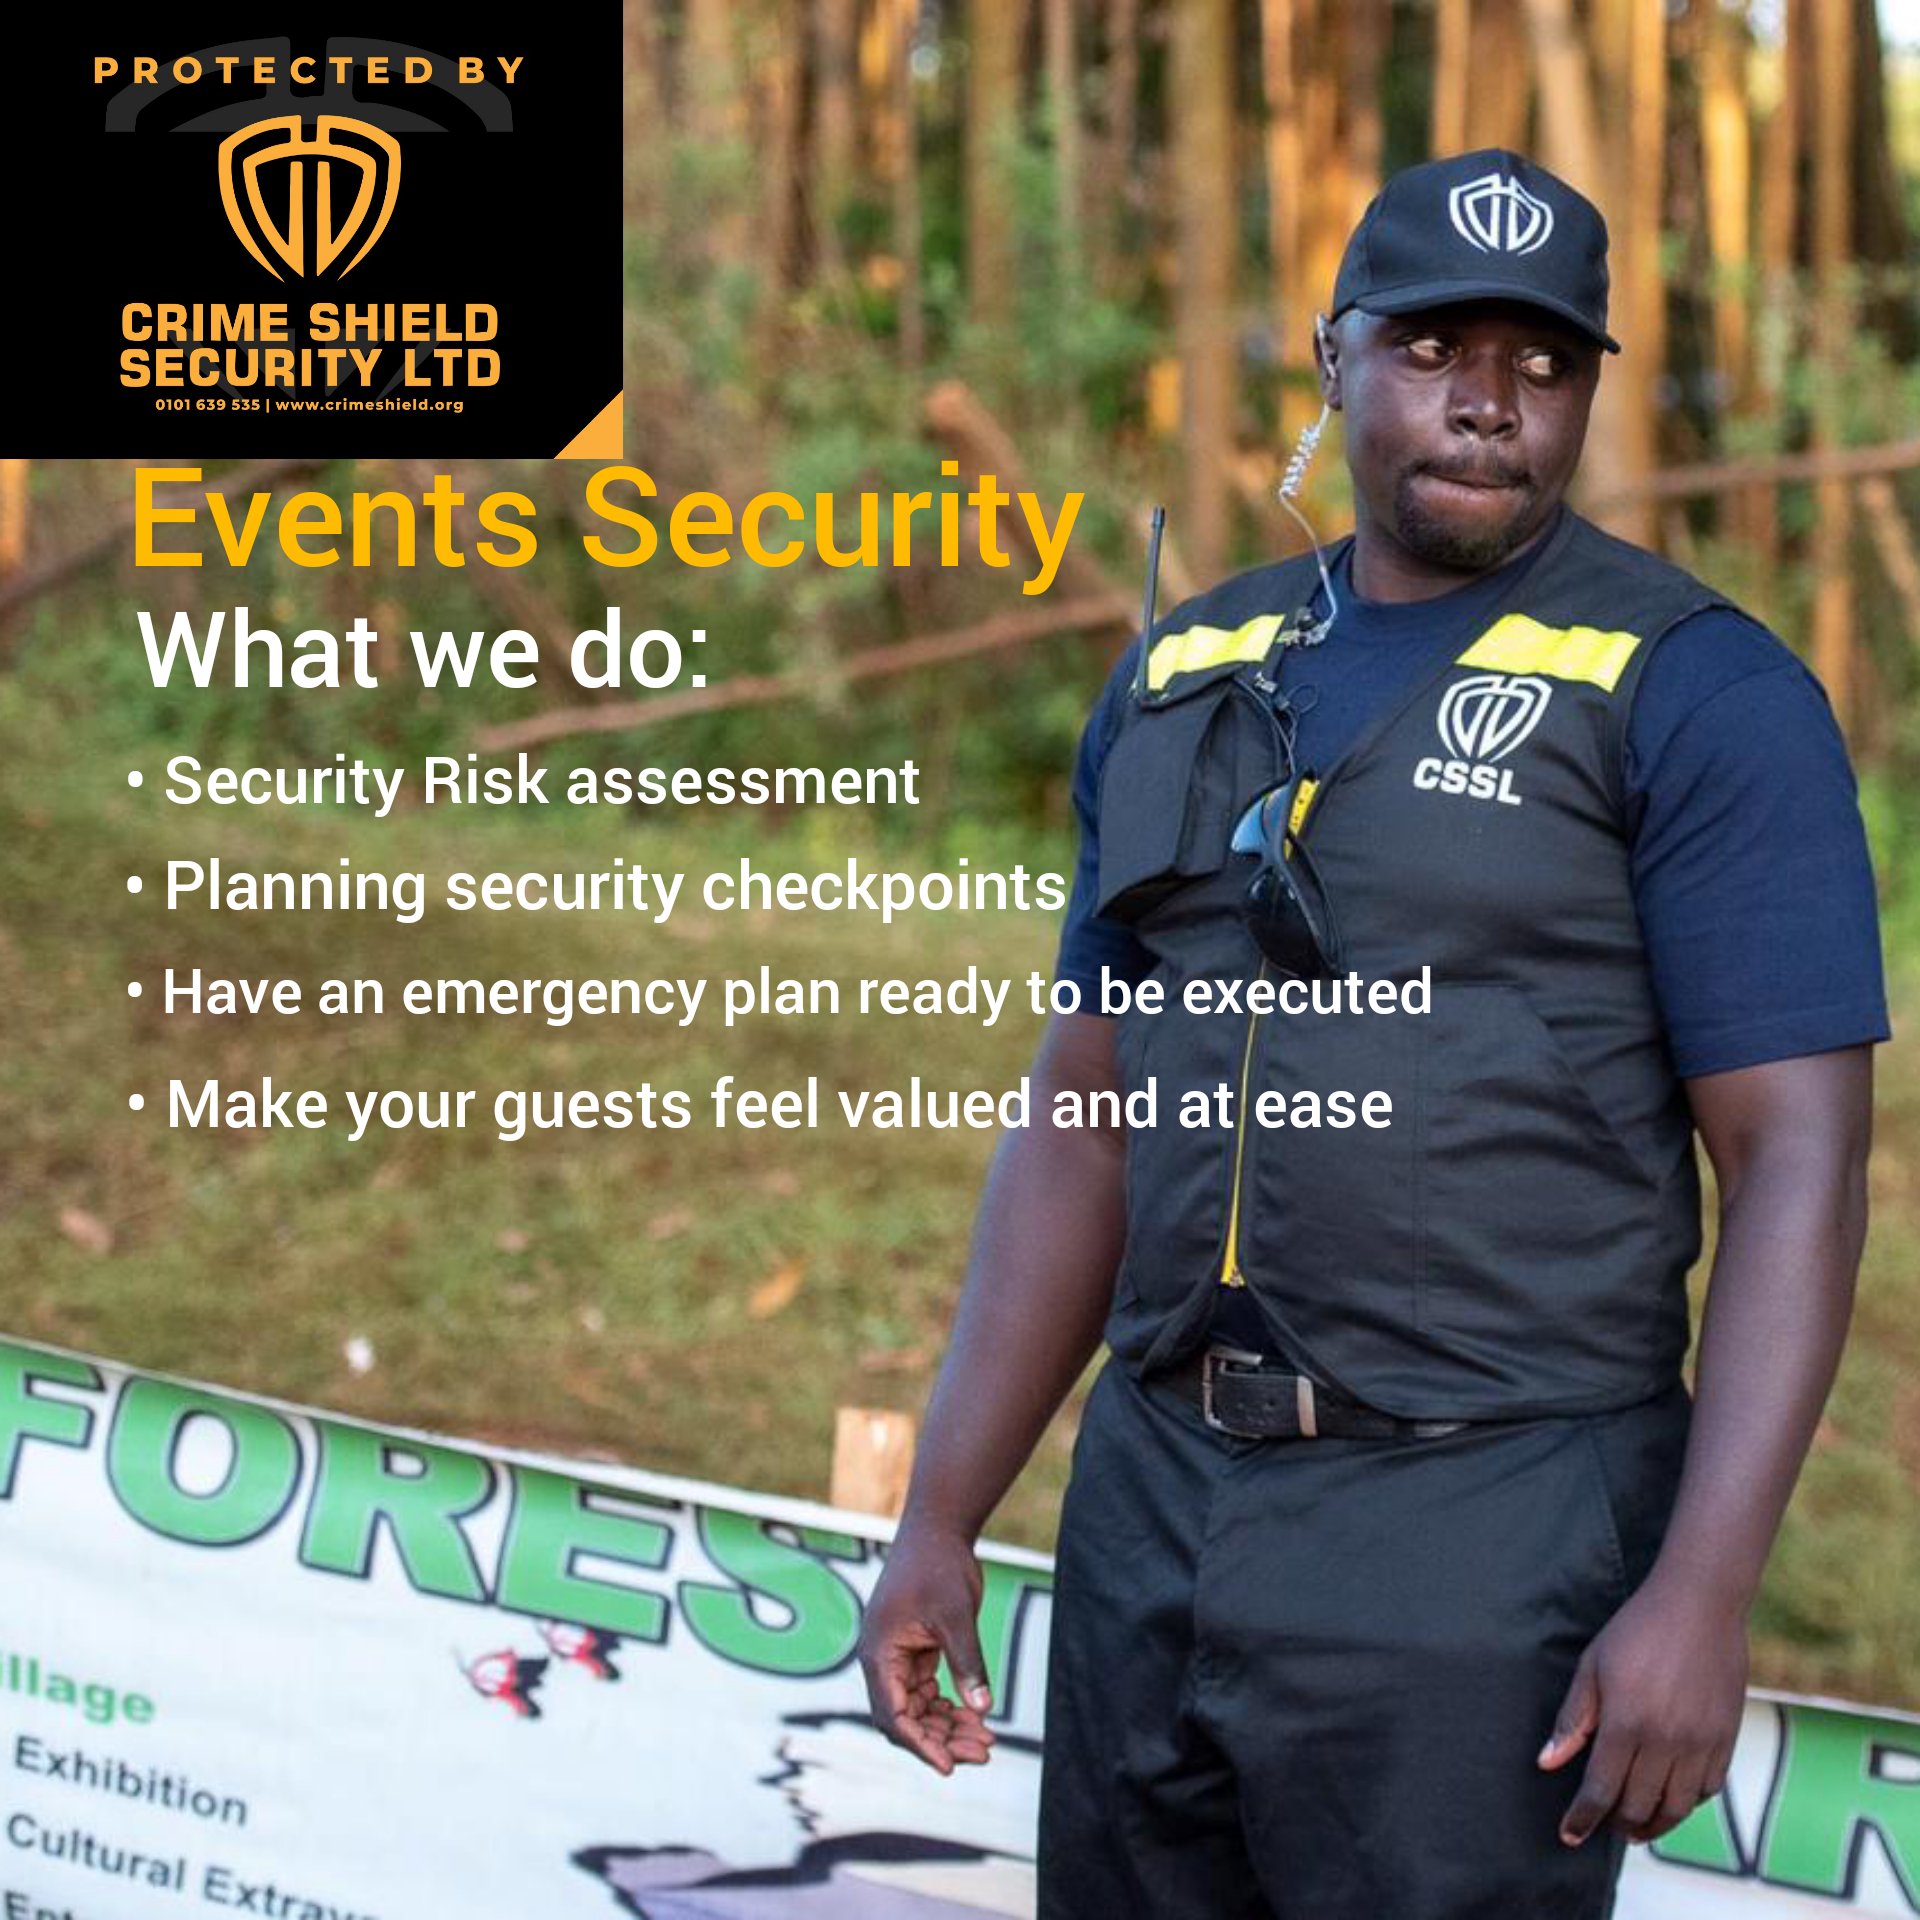 PROTECTED BY
CRIME SHIELD
SECURITY LTD
0101 639 535 | www.crimeshield.org
Events Security
What we do:
• Security Risk assessment
• Planning security checkpoints
• Have an emergency plan ready to be executed
• Make your guests feel valued and at ease
CSSL
FOREST
Exhibition
Cultural